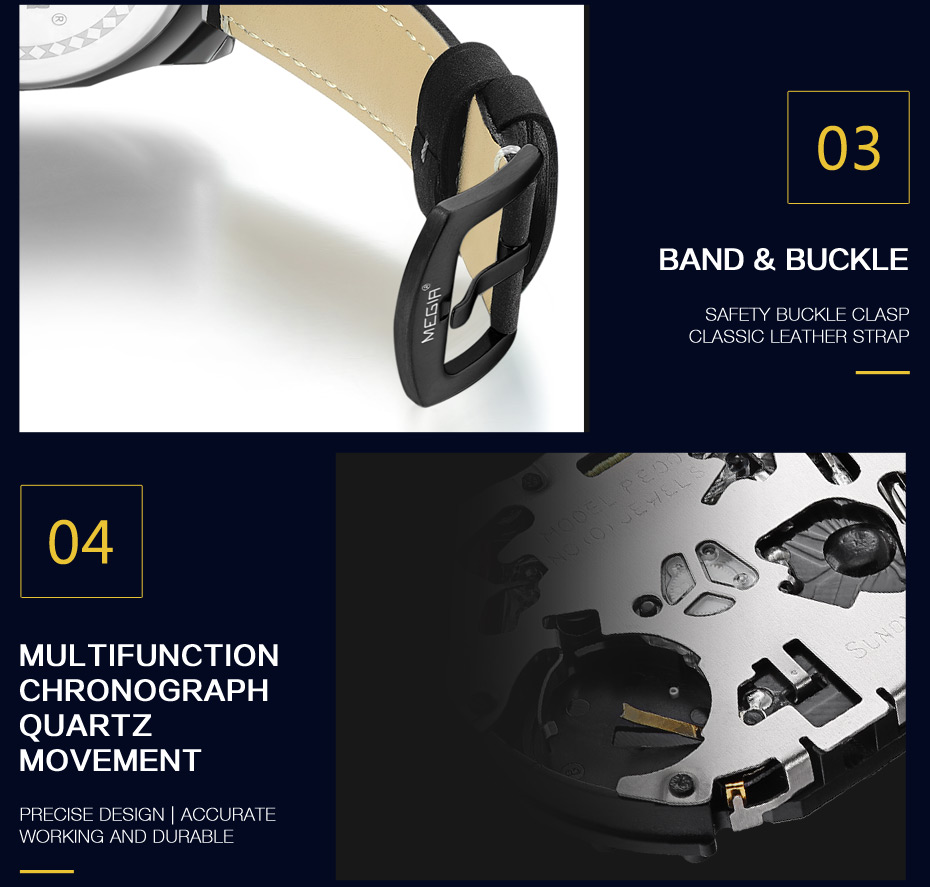 ®
03
BAND & BUCKLE
SAFETY BUCKLE CLASP
CLASSIC LEATHER STRAP
MEGIR®
04
MULTIFUNCTION
CHRONOGRAPH
QUARTZ
MOVEMENT
PRECISE DESIGN | ACCURATE
WORKING AND DURABLE
MODEL